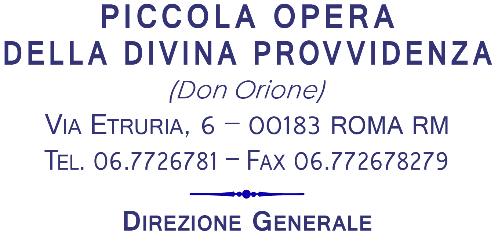 PICCOLA OPERA
DELLA DIVINA PROVVIDENZA
(Don Orione)
VIA ETRURIA, 6 – 00183 ROMA RM
TEL. 06.7726781 – FAX 06.772678279
DIREZIONE GENERALE